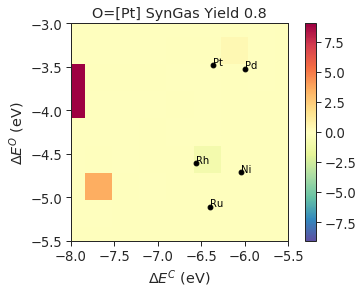 O=[Pt] SynGas Yield 0.8
−3.0
−3.5
−4.0
−4.5
−5.0
−5.5
ΔE^O (eV)
Pt
Pd
Rh
Ni
Ru
−8.0 −7.5 −7.0 −6.5 −6.0 −5.5
ΔE^C (eV)
7.5
5.0
2.5
0.0
−2.5
−5.0
−7.5